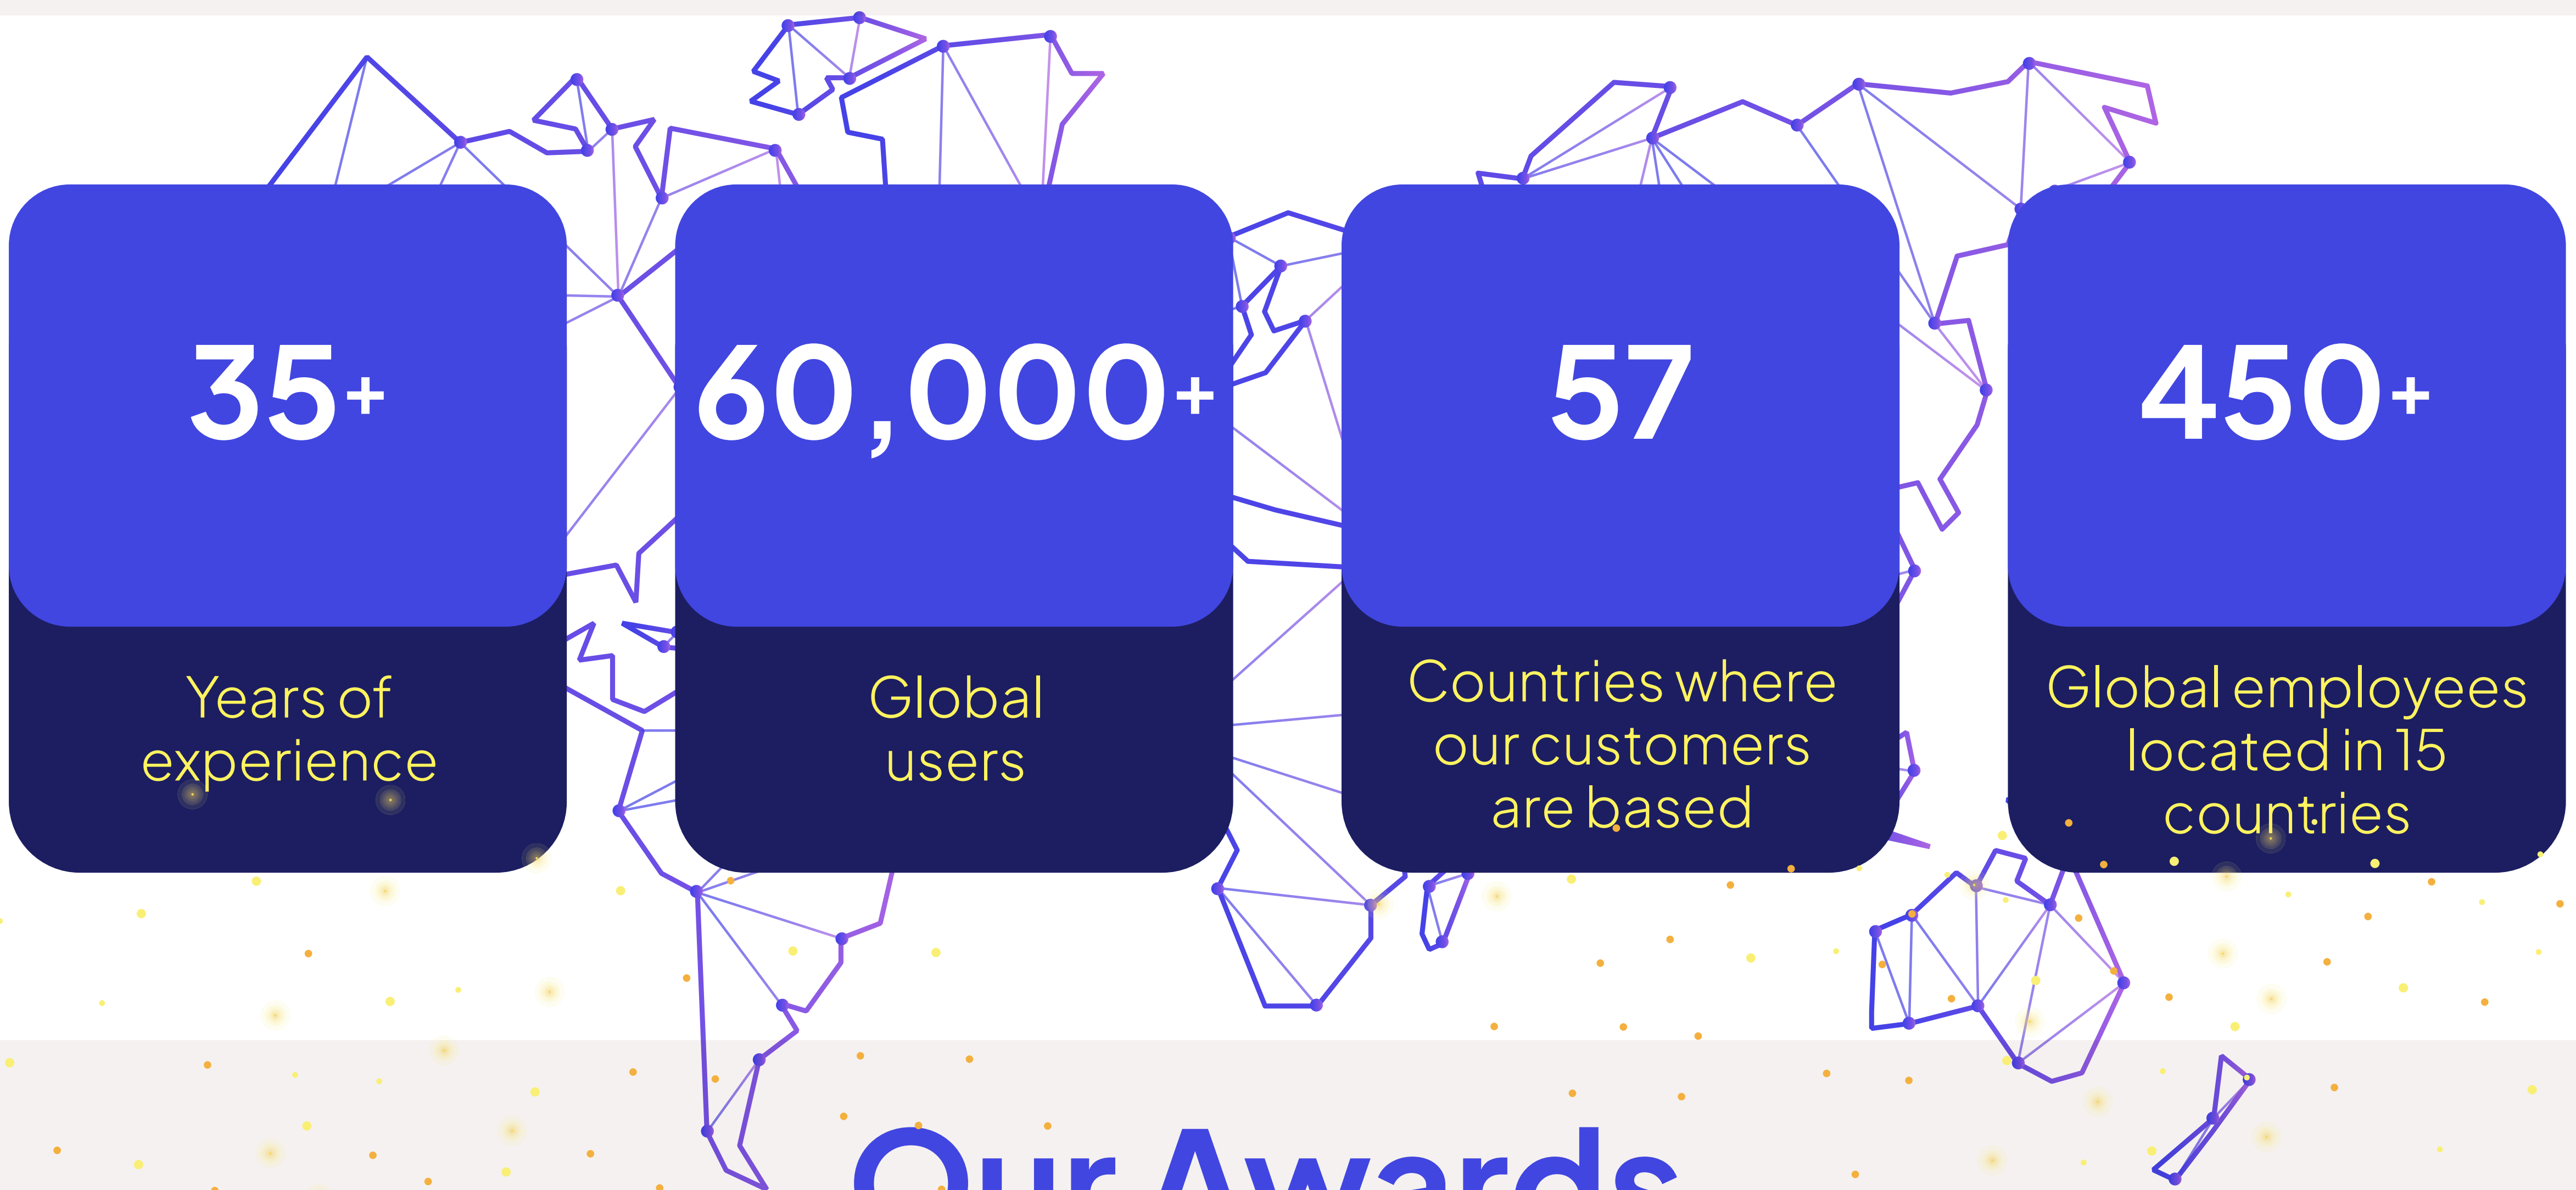 35+
Years of
experience
60,000+
Global
users
57
Countries where
our customers
are based
450+
Global employees
located in 15
countries
Our Awards